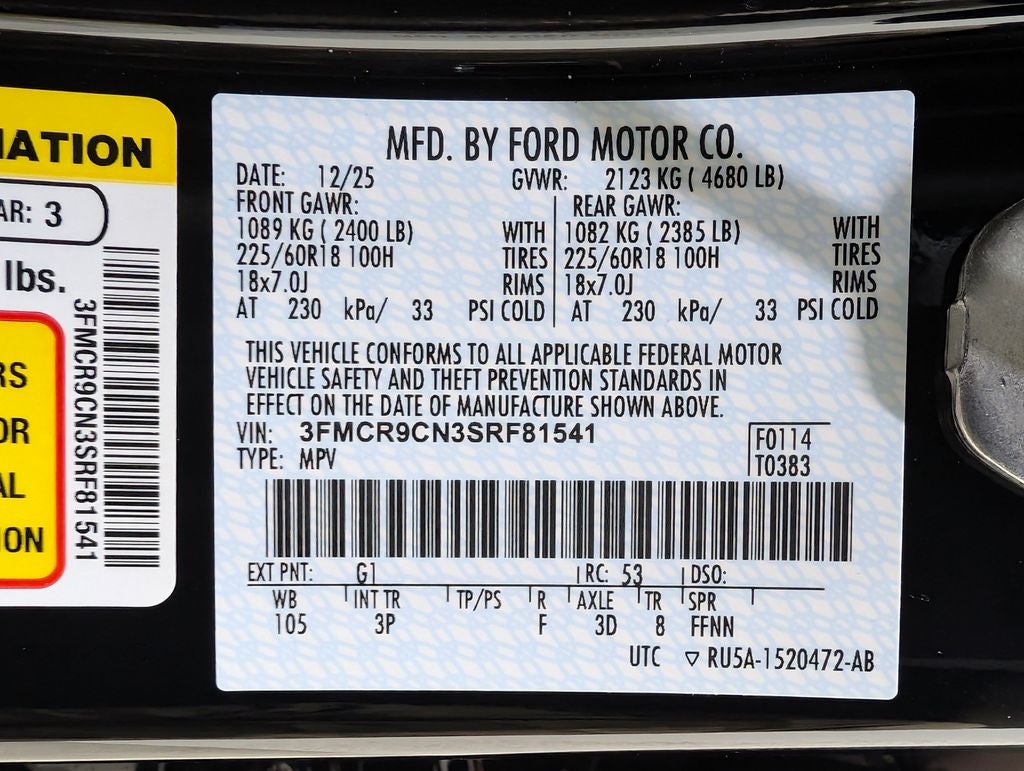 MATION
AR: 3
lbs.
RS
OR
AL
ION
3FMCR9CN3SRF81541
MFD. BY FORD MOTOR CO.
DATE: 12/25 GVWR: 2123 KG ( 4680 LB)
FRONT GAWR: REAR GAWR:
1089 KG ( 2400 LB) WITH 1082 KG ( 2385 LB) WITH
225/60R18 100H TIRES 225/60R18 100H TIRES
18x7.0J RIMS 18x7.0J RIMS
AT 230 kPa/ 33 PSI COLD AT 230 kPa/ 33 PSI COLD
THIS VEHICLE CONFORMS TO ALL APPLICABLE FEDERAL MOTOR
VEHICLE SAFETY AND THEFT PREVENTION STANDARDS IN
EFFECT ON THE DATE OF MANUFACTURE SHOWN ABOVE.
VIN: 3FMCR9CN3SRF81541
TYPE: MPV
F0114
T0383
EXT PNT: G1 RC: 53 DSO:
WB INT TR TP/PS R AXLE TR SPR
105 3P F 3D 8 FFNN
UTC ▽ RU5A-1520472-AB